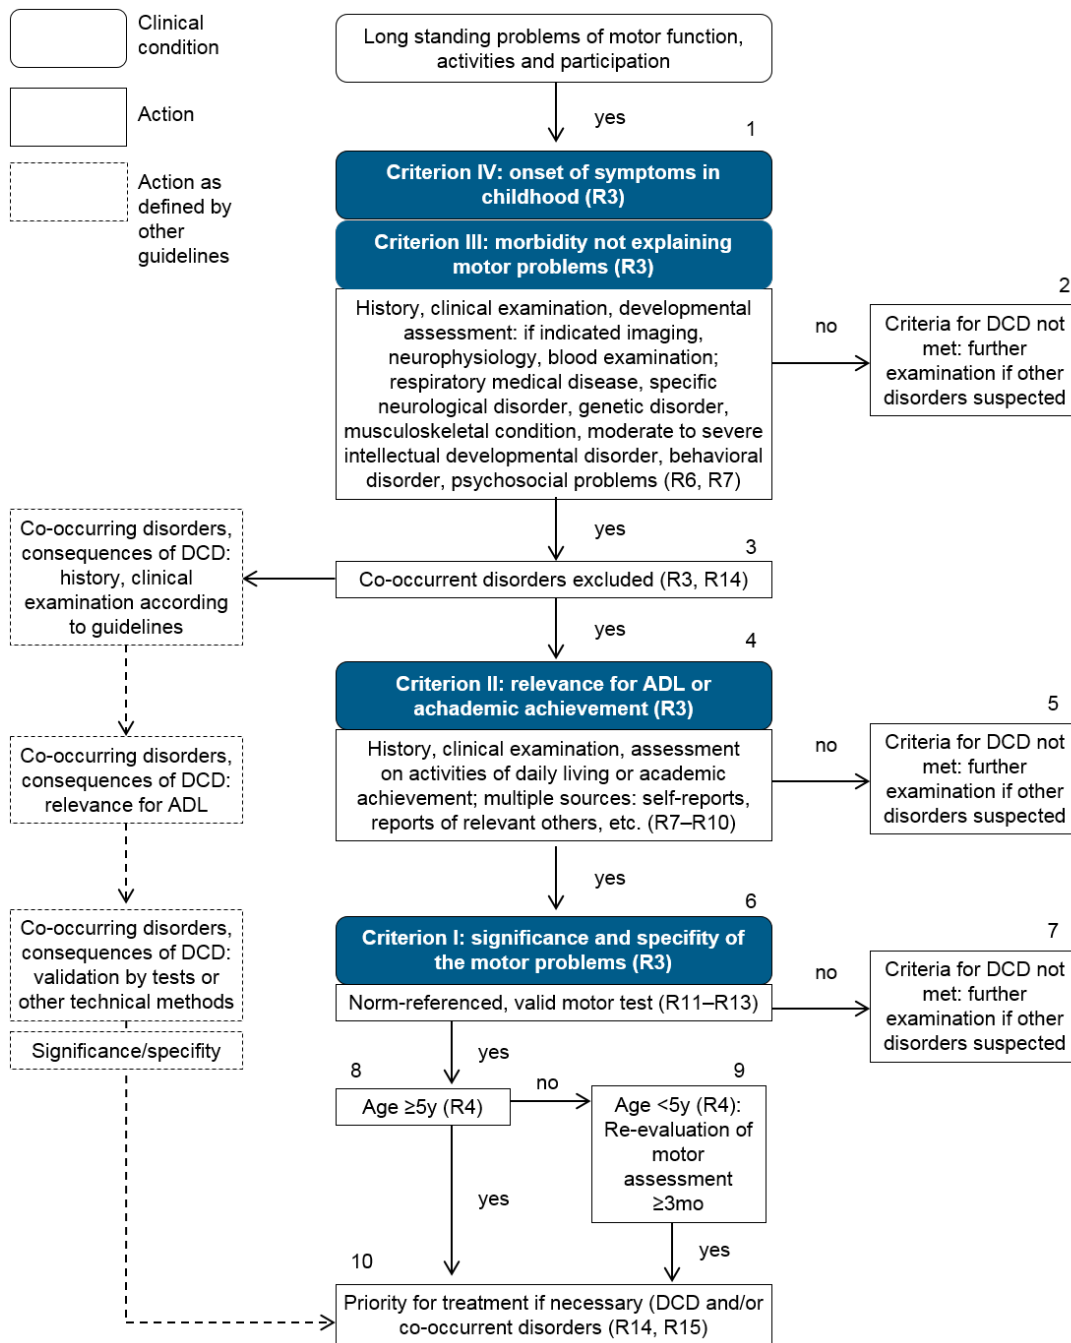 Clinical
condition
Action
Action as
defined by
other
guidelines
Long standing problems of motor function,
activities and participation
yes
1
Criterion IV: onset of symptoms in
childhood (R3)
Criterion III: morbidity not explaining
motor problems (R3)
History, clinical examination, developmental
assessment: if indicated imaging,
neurophysiology, blood examination;
respiratory medical disease, specific
neurological disorder, genetic disorder,
musculoskeletal condition, moderate to severe
intellectual developmental disorder, behavioral
disorder, psychosocial problems (R6, R7)
no
2
Criteria for DCD not
met: further
examination if other
disorders suspected
yes
3
Co-occurrent disorders excluded (R3, R14)
Co-occurring disorders,
consequences of DCD:
history, clinical
examination according
to guidelines
yes
4
Criterion II: relevance for ADL or
achademic achievement (R3)
History, clinical examination, assessment
on activities of daily living or academic
achievement; multiple sources: self-reports,
reports of relevant others, etc. (R7–R10)
no
5
Criteria for DCD not
met: further
examination if other
disorders suspected
Co-occurring disorders,
consequences of DCD:
relevance for ADL
yes
6
Criterion I: significance and specifity of
the motor problems (R3)
Norm-referenced, valid motor test (R11–R13)
no
7
Criteria for DCD not
met: further
examination if other
disorders suspected
Co-occurring disorders,
consequences of DCD:
validation by tests or
other technical methods
Significance/specifity
yes
8
Age ≥5y (R4)
no
9
Age <5y (R4):
Re-evaluation of
motor
assessment
≥3mo
yes
yes
10
Priority for treatment if necessary (DCD and/or
co-occurrent disorders (R14, R15)